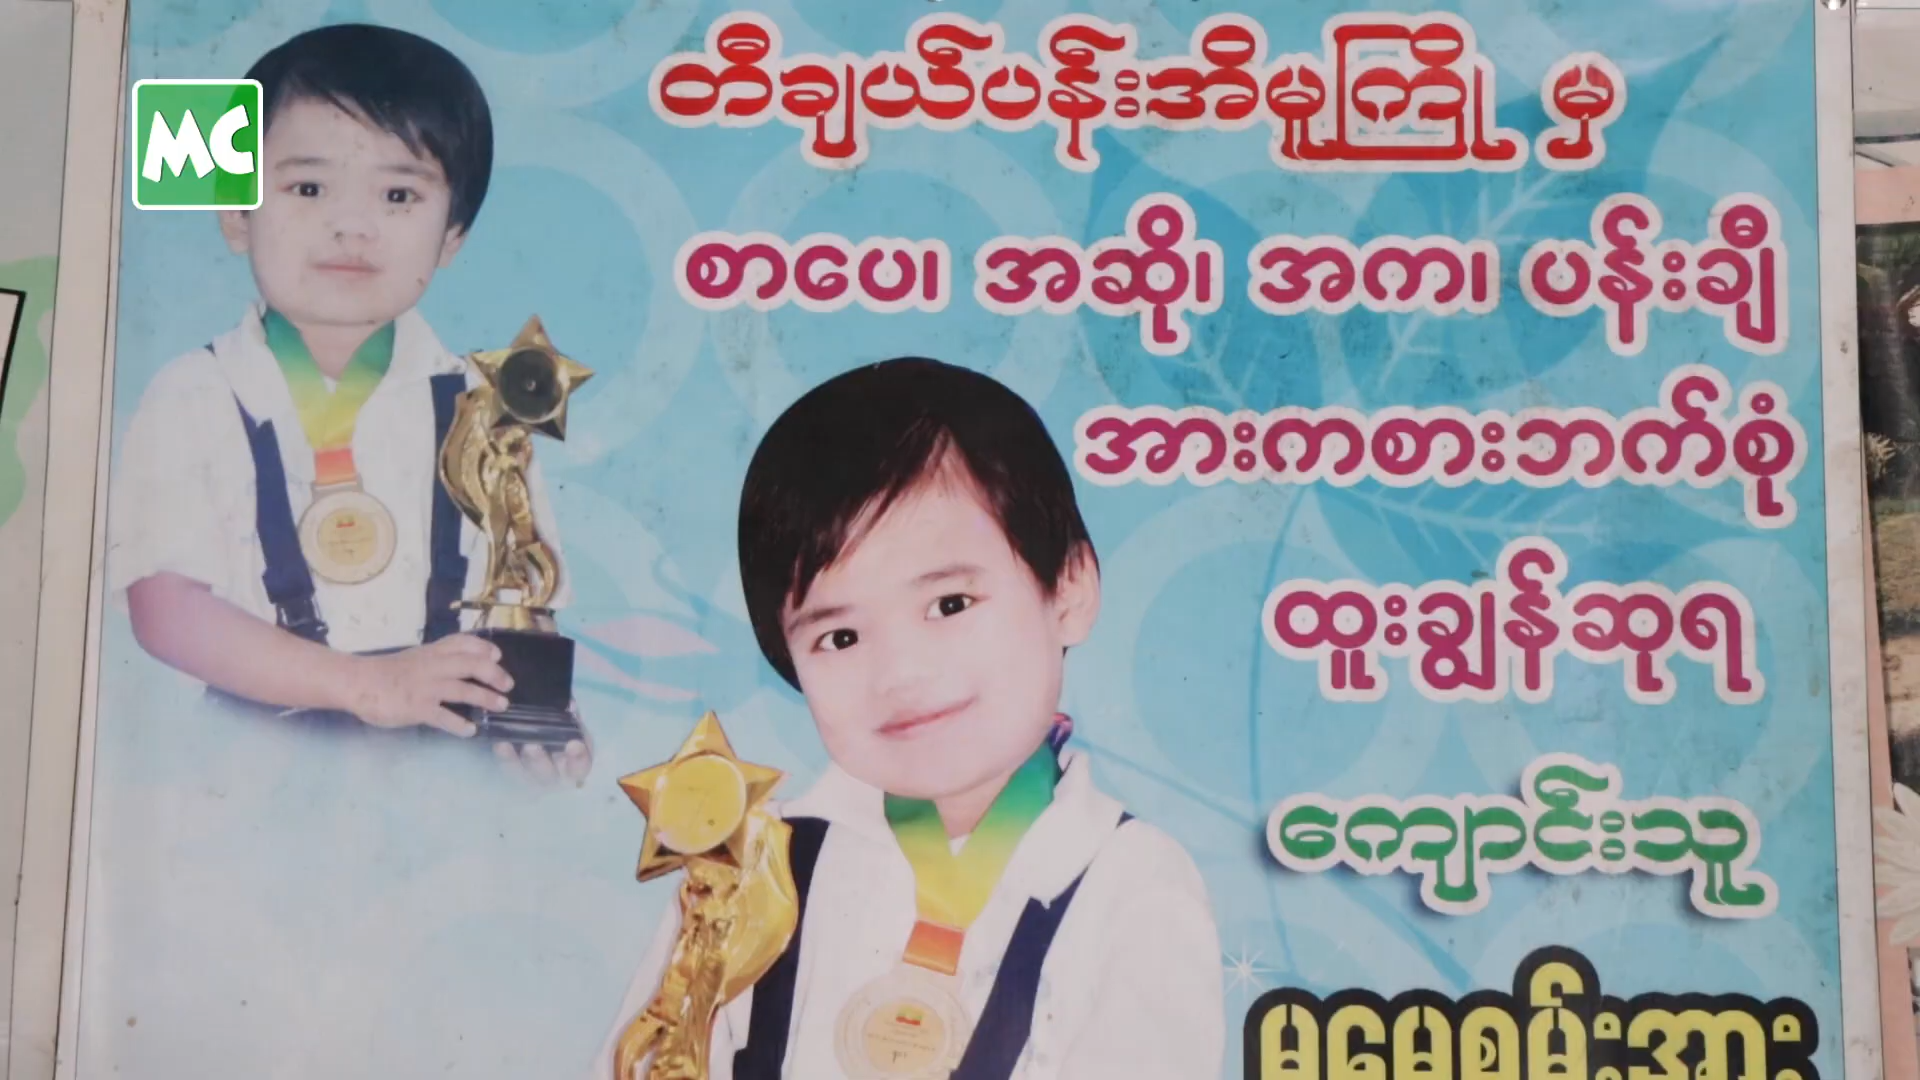 MC
တီချယ်ပန်းအိမူကြို မှ
စာပေ၊ အဆို၊ အက၊ ပန်းချီ
အားကစားဘက်စုံ
ထူးချွန်ဆုရ
ကျောင်းသူ
မမေစမ်းအား